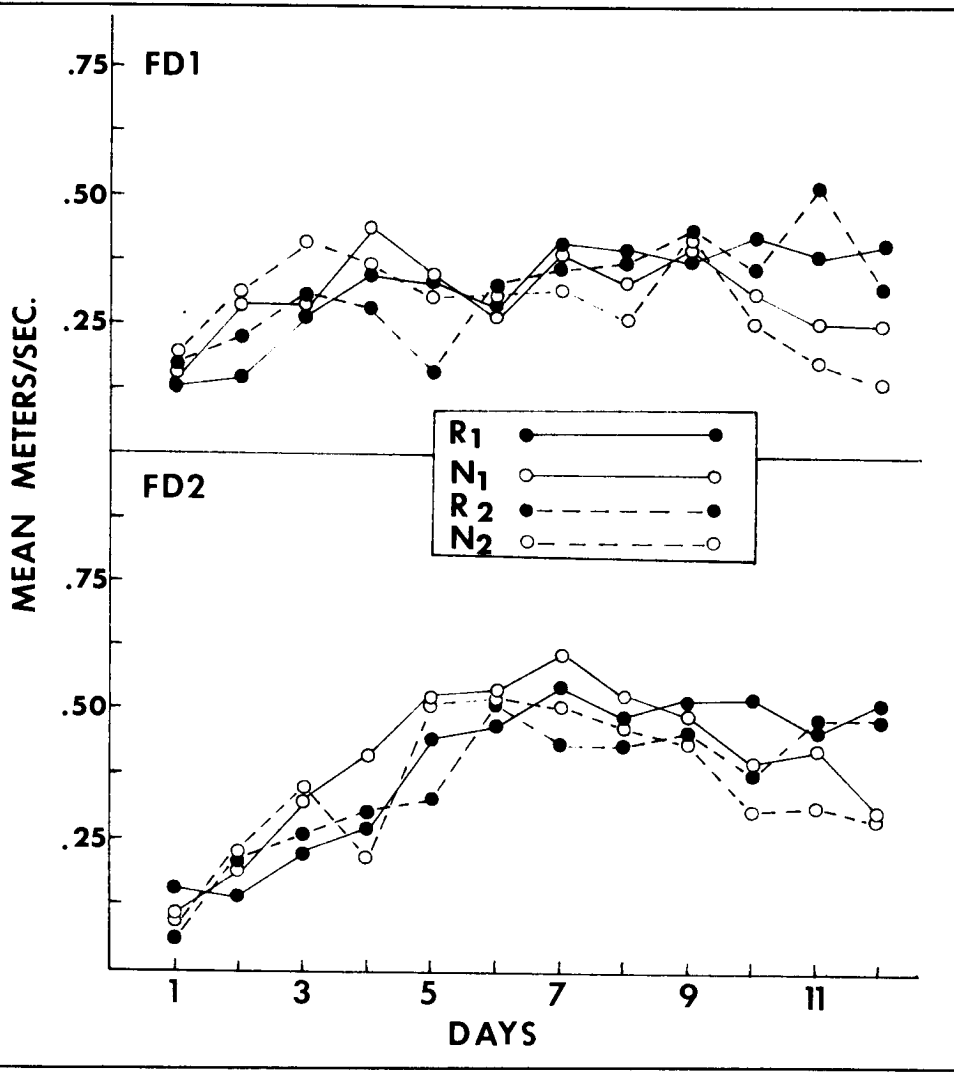 MEAN METERS/SEC.
.75
FD1
.50
.25
R1
N1
R2
N2
FD2
.75
.50
.25
1 3 5 7 9 11
DAYS